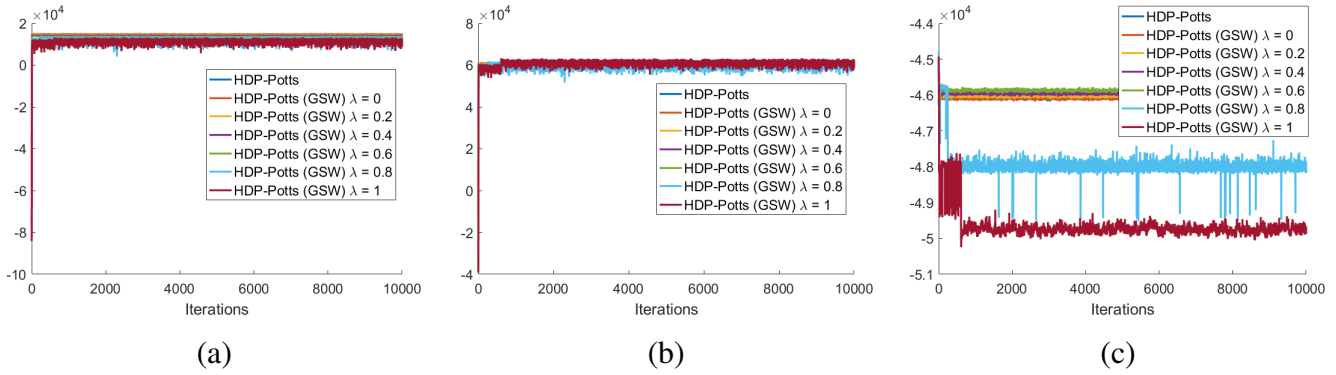 ×10⁴
2
0
-2
-4
-6
-8
-10
0 2000 4000 6000 8000 10000
Iterations
HDP-Potts
HDP-Potts (GSW) λ = 0
HDP-Potts (GSW) λ = 0.2
HDP-Potts (GSW) λ = 0.4
HDP-Potts (GSW) λ = 0.6
HDP-Potts (GSW) λ = 0.8
HDP-Potts (GSW) λ = 1
(a)
×10⁴
8
6
4
2
0
-2
-4
0 2000 4000 6000 8000 10000
Iterations
HDP-Potts
HDP-Potts (GSW) λ = 0
HDP-Potts (GSW) λ = 0.2
HDP-Potts (GSW) λ = 0.4
HDP-Potts (GSW) λ = 0.6
HDP-Potts (GSW) λ = 0.8
HDP-Potts (GSW) λ = 1
(b)
×10⁴
-4.4
-4.5
-4.6
-4.7
-4.8
-4.9
-5
-5.1
0 2000 4000 6000 8000 10000
Iterations
HDP-Potts
HDP-Potts (GSW) λ = 0
HDP-Potts (GSW) λ = 0.2
HDP-Potts (GSW) λ = 0.4
HDP-Potts (GSW) λ = 0.6
HDP-Potts (GSW) λ = 0.8
HDP-Potts (GSW) λ = 1
(c)